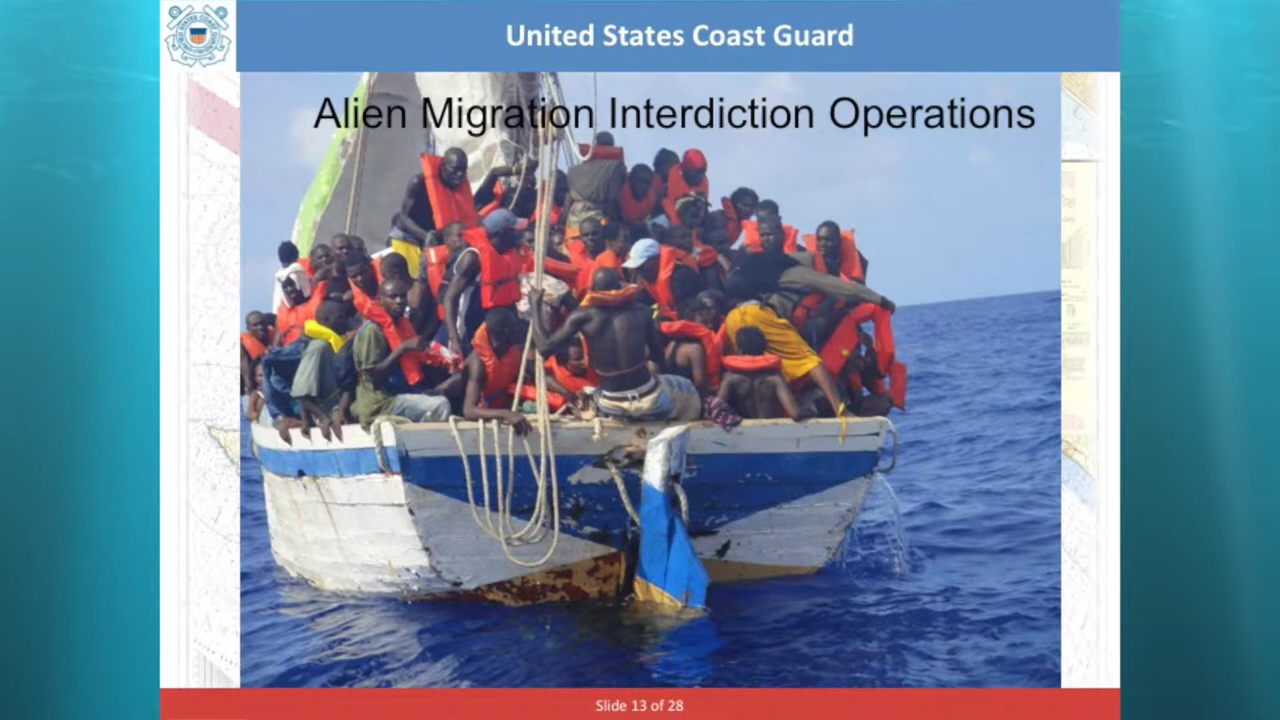 United States Coast Guard
Alien Migration Interdiction Operations
Slide 13 of 28